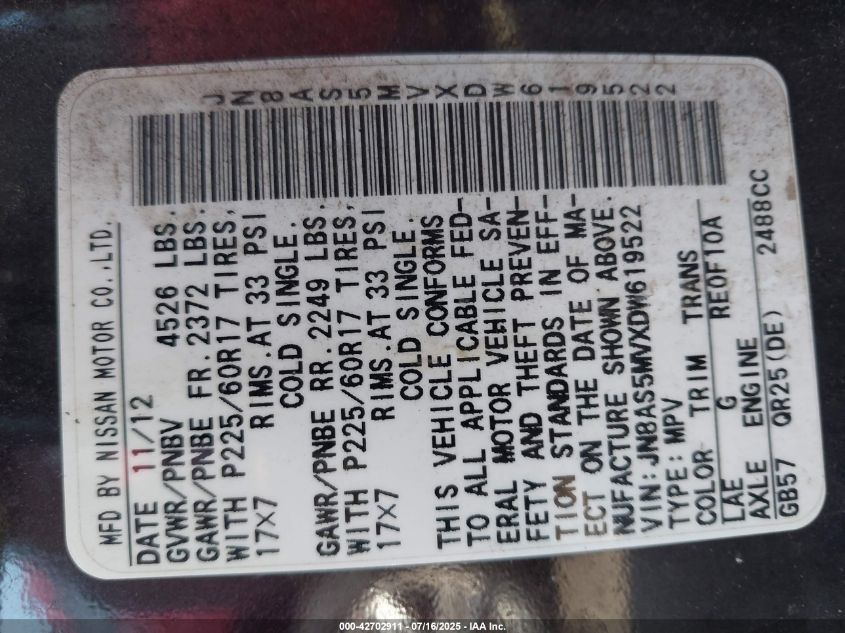 JN8AS5MVXDW619522
MFD BY NISSAN MOTOR CO.,LTD.
DATE 11/12
GVWR/PNBV 4526 LBS.
GAWR/PNBE FR. 2372 LBS.
WITH P225/60R17 TIRES,
17X7 RIMS.AT 33 PSI
COLD SINGLE.
GAWR/PNBE RR. 2249 LBS.
WITH P225/60R17 TIRES,
17X7 RIMS.AT 33 PSI
COLD SINGLE.
THIS VEHICLE CONFORMS
TO ALL APPLICABLE FED-
ERAL MOTOR VEHICLE SA-
FETY AND THEFT PREVEN-
TION STANDARDS IN EFF-
ECT ON THE DATE OF MA-
NUFACTURE SHOWN ABOVE.
VIN:JN8AS5MVXDW619522
TYPE:MPV
COLOR TRIM TRANS
LAE G RE0F10A
AXLE ENGINE
GB57 QR25(DE) 2488CC
000-42702911 - 07/16/2025 - IAA Inc.